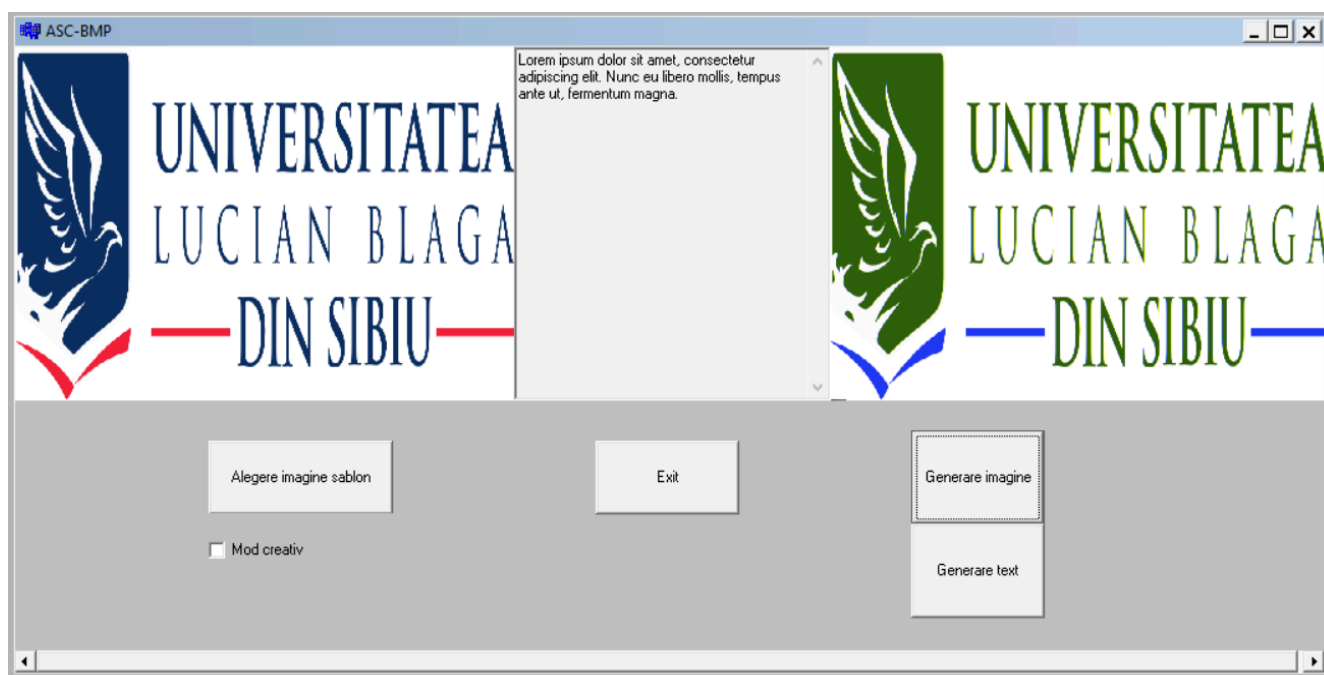 ASC-BMP
UNIVERSITATEA
LUCIAN BLAGA
DIN SIBIU
Lorem ipsum dolor sit amet, consectetur
adipiscing elit. Nunc eu libero mollis, tempus
ante ut, fermentum magna.
UNIVERSITATEA
LUCIAN BLAGA
DIN SIBIU
Alegere imagine sablon
Exit
Generare imagine
Mod creativ
Generare text